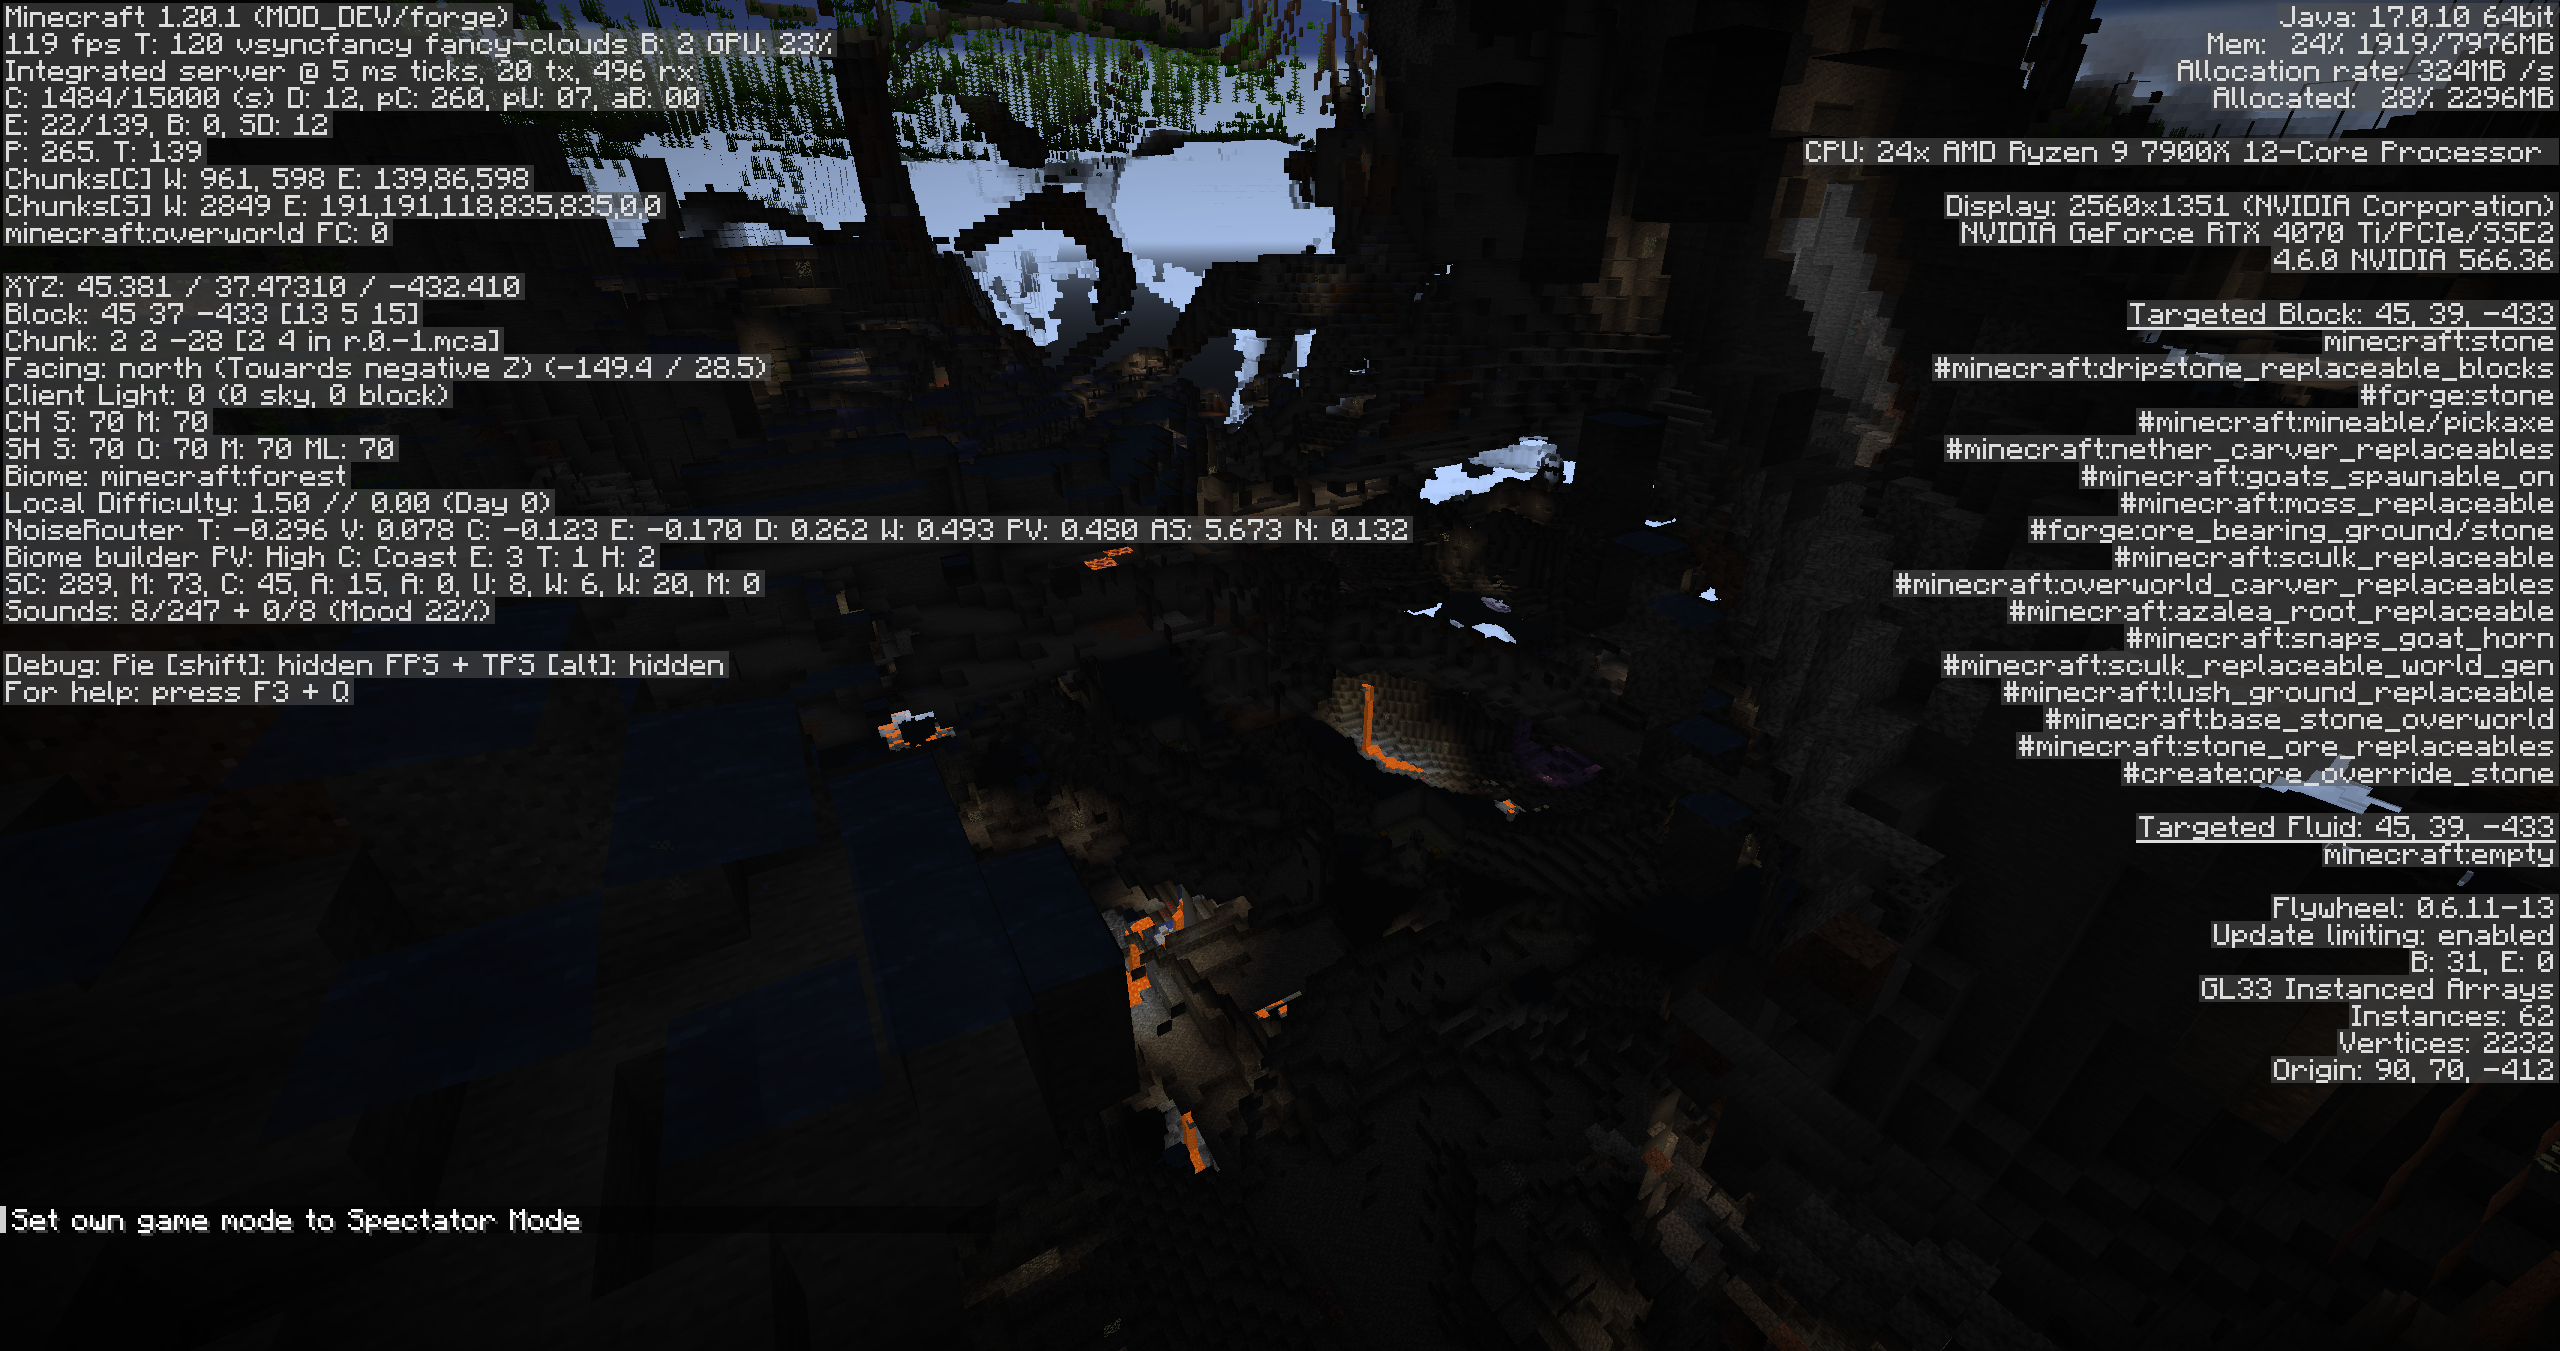 Minecraft 1.20.1 (MOD_DEV/forge)
119 fps T: 120 vsyncfancy fancy-clouds B: 2 GPU: 23%
Integrated server @ 5 ms ticks, 20 tx, 496 rx
C: 1484/15000 (s) D: 12, pC: 260, pU: 07, aB: 00
E: 22/139, B: 0, SD: 12
P: 265. T: 139
Chunks[C] W: 961, 598 E: 139,86,598
Chunks[S] W: 2849 E: 191,191,118,835,835,0,0
minecraft:overworld FC: 0
XYZ: 45.381 / 37.47310 / -432.410
Block: 45 37 -433 [13 5 15]
Chunk: 2 2 -28 [2 4 in r.0.-1.mca]
Facing: north (Towards negative Z) (-149.4 / 28.5)
Client Light: 0 (0 sky, 0 block)
CH S: 70 M: 70
SH S: 70 O: 70 M: 70 ML: 70
Biome: minecraft:forest
Local Difficulty: 1.50 // 0.00 (Day 0)
NoiseRouter T: -0.296 V: 0.078 C: -0.123 E: -0.170 D: 0.262 W: 0.493 PV: 0.480 AS: 5.673 N: 0.132
Biome builder PV: High C: Coast E: 3 T: 1 H: 2
SC: 289, M: 73, C: 45, A: 15, A: 0, U: 8, W: 6, W: 20, M: 0
Sounds: 8/247 + 0/8 (Mood 22%)
Debug: Pie [shift]: hidden FPS + TPS [alt]: hidden
For help: press F3 + Q
Java: 17.0.10 64bit
Mem: 24% 1919/7976MB
Allocation rate: 324MB /s
Allocated: 28% 2296MB
CPU: 24x AMD Ryzen 9 7900X 12-Core Processor
Display: 2560x1351 (NVIDIA Corporation)
NVIDIA GeForce RTX 4070 Ti/PCIe/SSE2
4.6.0 NVIDIA 566.36
Targeted Block: 45, 39, -433
minecraft:stone
#minecraft:dripstone_replaceable_blocks
#forge:stone
#minecraft:mineable/pickaxe
#minecraft:nether_carver_replaceables
#minecraft:goats_spawnable_on
#minecraft:moss_replaceable
#forge:ore_bearing_ground/stone
#minecraft:sculk_replaceable
#minecraft:overworld_carver_replaceables
#minecraft:azalea_root_replaceable
#minecraft:snaps_goat_horn
#minecraft:sculk_replaceable_world_gen
#minecraft:lush_ground_replaceable
#minecraft:base_stone_overworld
#minecraft:stone_ore_replaceables
#create:ore_override_stone
Targeted Fluid: 45, 39, -433
minecraft:empty
Flywheel: 0.6.11-13
Update limiting: enabled
B: 31, E: 0
GL33 Instanced Arrays
Instances: 62
Vertices: 2232
Origin: 90, 70, -412
Set own game mode to Spectator Mode